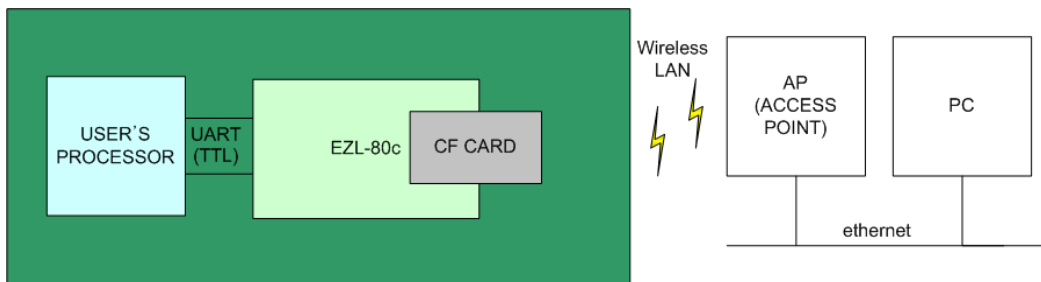 USER'S
PROCESSOR
UART
(TTL)
EZL-80c
CF CARD
Wireless
LAN
AP
(ACCESS
POINT)
PC
ethernet